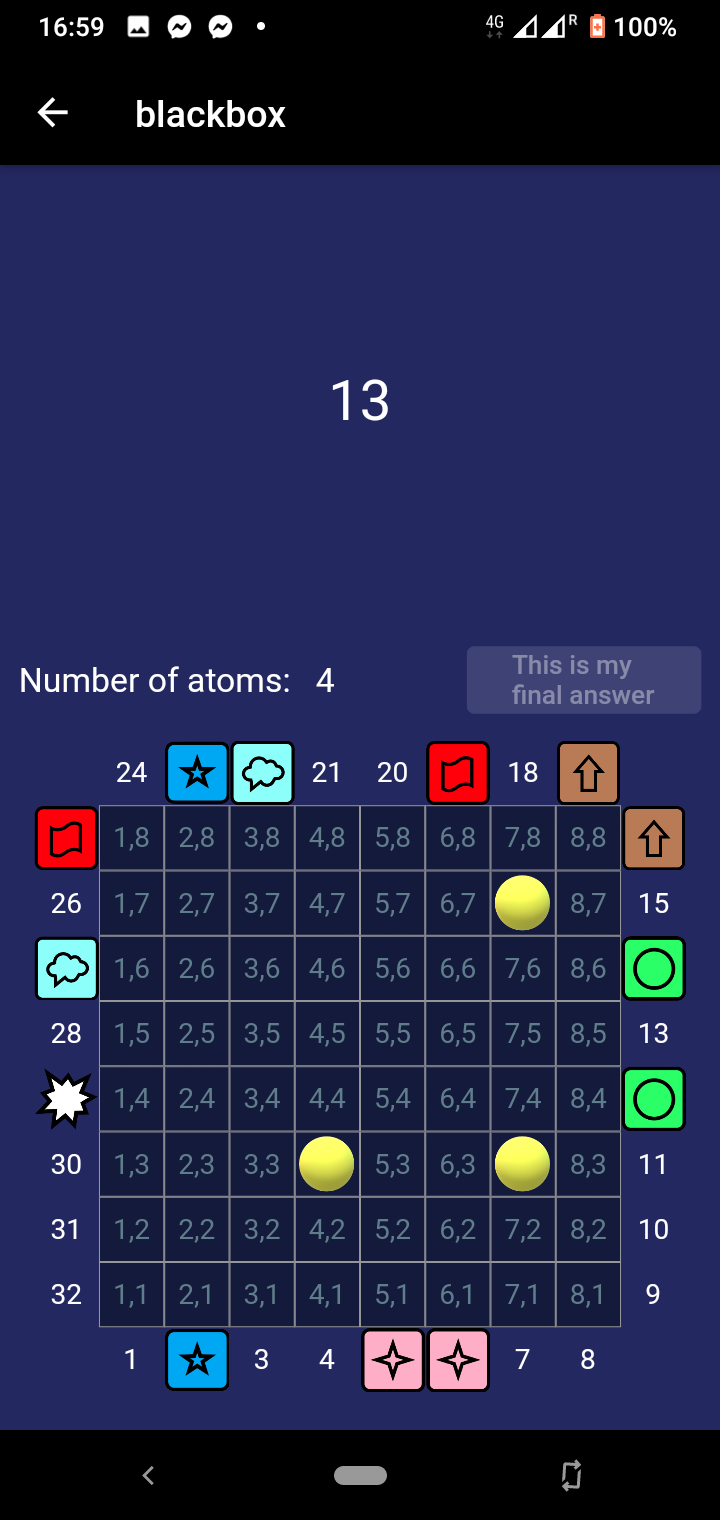 16:59 4G R 100%
blackbox
13
Number of atoms: 4
This is my
final answer
24 21 20 18
1,8 2,8 3,8 4,8 5,8 6,8 7,8 8,8
26 1,7 2,7 3,7 4,7 5,7 6,7 8,7 15
1,6 2,6 3,6 4,6 5,6 6,6 7,6 8,6
28 1,5 2,5 3,5 4,5 5,5 6,5 7,5 8,5 13
1,4 2,4 3,4 4,4 5,4 6,4 7,4 8,4
30 1,3 2,3 3,3 5,3 6,3 8,3 11
31 1,2 2,2 3,2 4,2 5,2 6,2 7,2 8,2 10
32 1,1 2,1 3,1 4,1 5,1 6,1 7,1 8,1 9
1 3 4 7 8